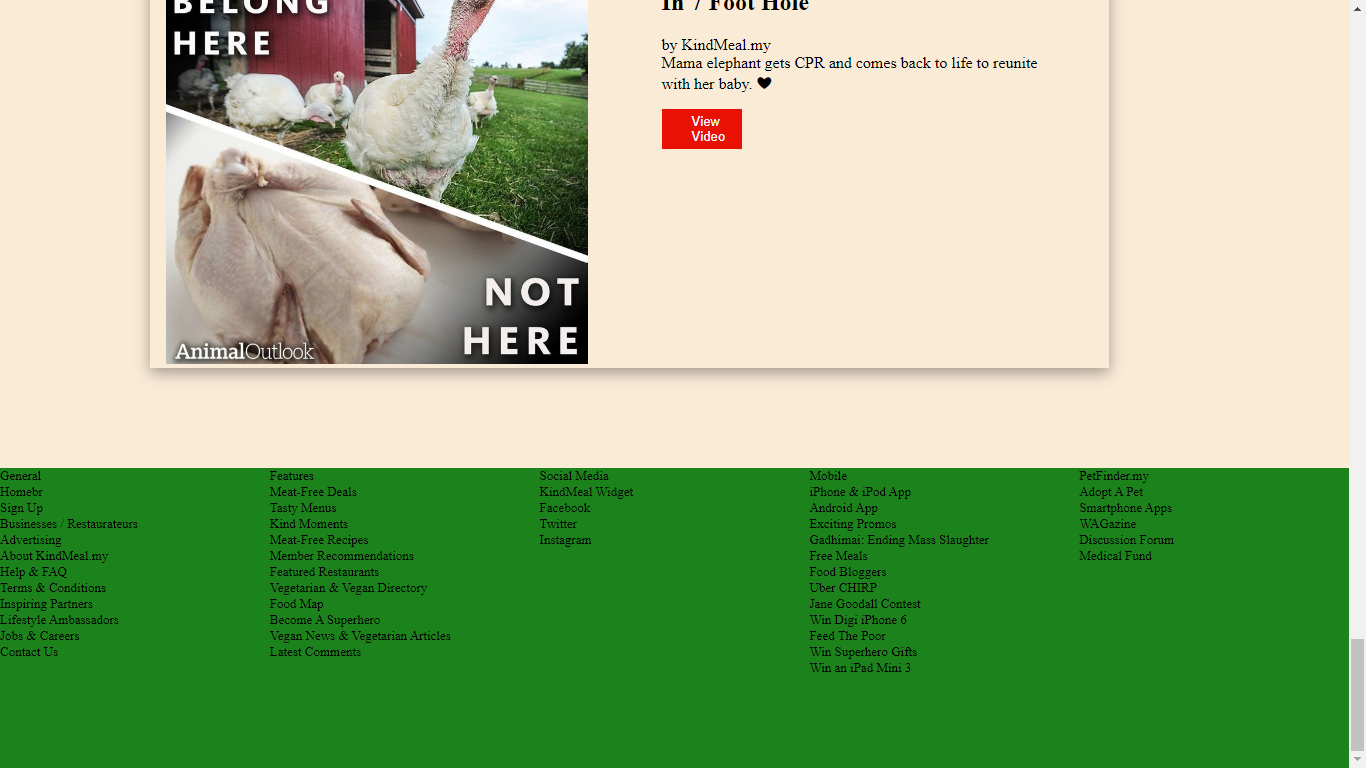 BELONG
HERE
NOT
HERE
AnimalOutlook
In 7 Foot Hole
by KindMeal.my
Mama elephant gets CPR and comes back to life to reunite
with her baby. ♥
View
Video
General
Homebr
Sign Up
Businesses / Restaurateurs
Advertising
About KindMeal.my
Help & FAQ
Terms & Conditions
Inspiring Partners
Lifestyle Ambassadors
Jobs & Careers
Contact Us
Features
Meat-Free Deals
Tasty Menus
Kind Moments
Meat-Free Recipes
Member Recommendations
Featured Restaurants
Vegetarian & Vegan Directory
Food Map
Become A Superhero
Vegan News & Vegetarian Articles
Latest Comments
Social Media
KindMeal Widget
Facebook
Twitter
Instagram
Mobile
iPhone & iPod App
Android App
Exciting Promos
Gadhimai: Ending Mass Slaughter
Free Meals
Food Bloggers
Uber CHIRP
Jane Goodall Contest
Win Digi iPhone 6
Feed The Poor
Win Superhero Gifts
Win an iPad Mini 3
PetFinder.my
Adopt A Pet
Smartphone Apps
WAGazine
Discussion Forum
Medical Fund